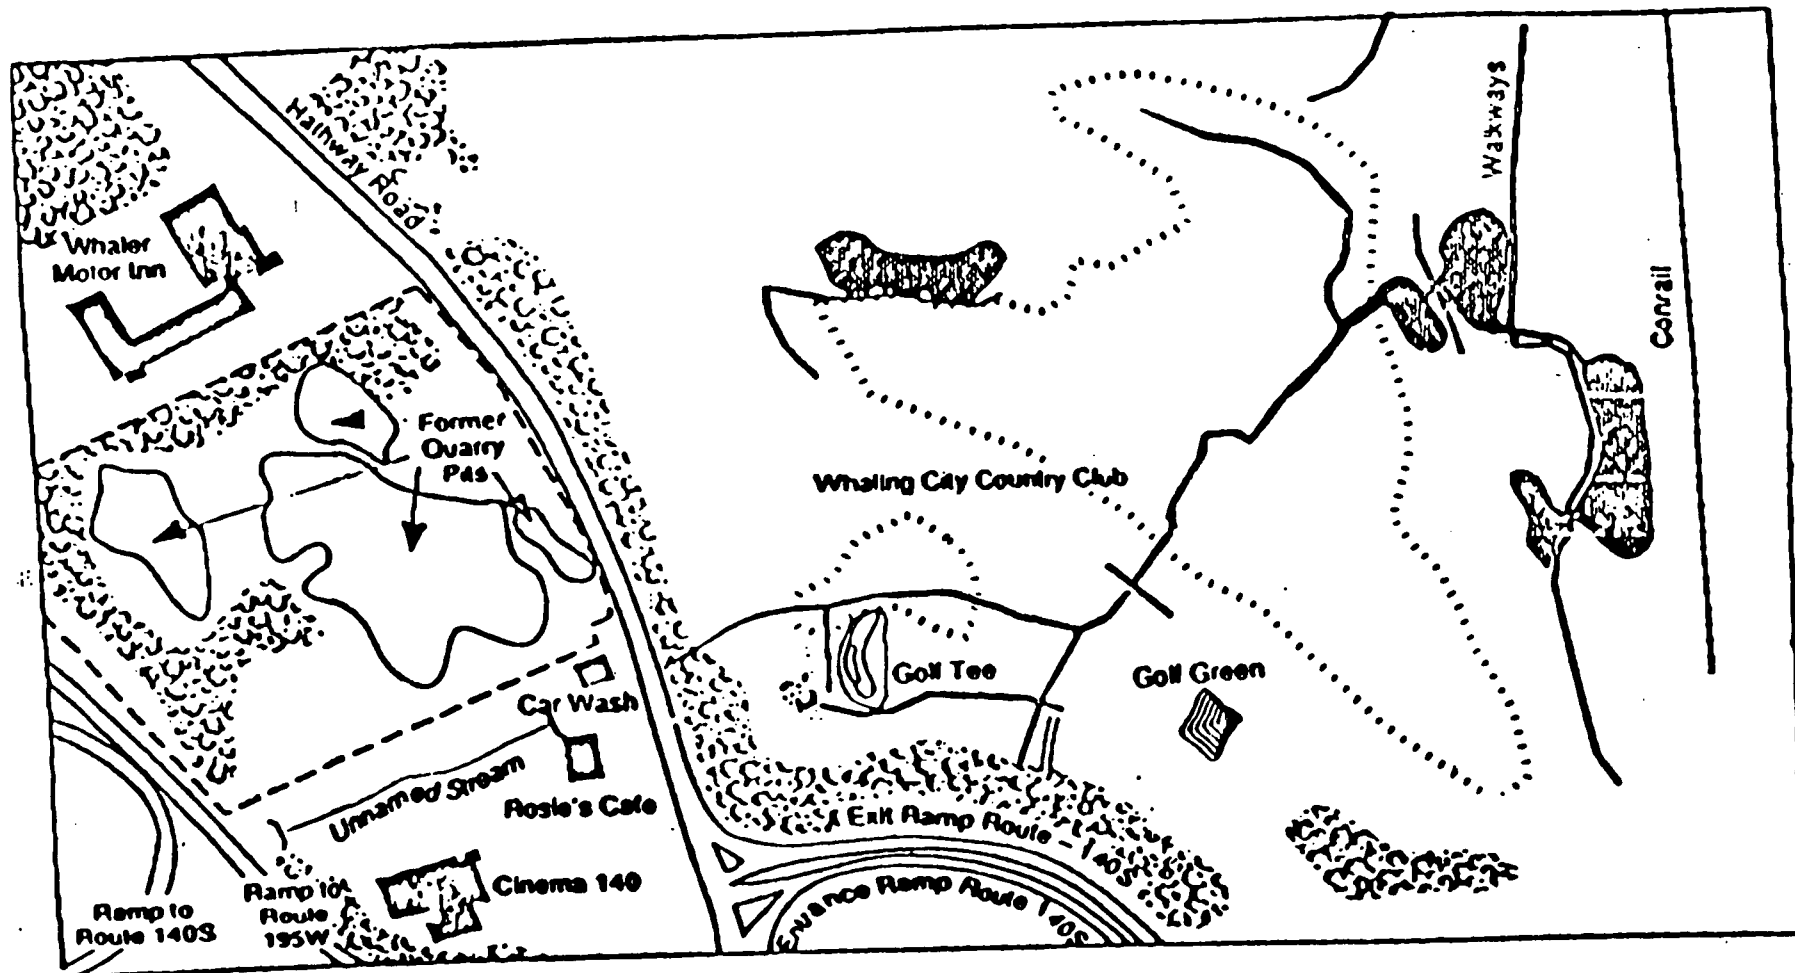 Hathway Road
Walkways
Conrail
Whaler
Motor Inn
Former
Quarry
Pits
Whaling City Country Club
Golf Tee
Golf Green
Car Wash
Unnamed Stream
Rosie's Cafe
Exit Ramp Route - 140S
Cinema 140
Entrance Ramp Route 140S
Ramp to
Route 140S
Ramp to
Route
195W